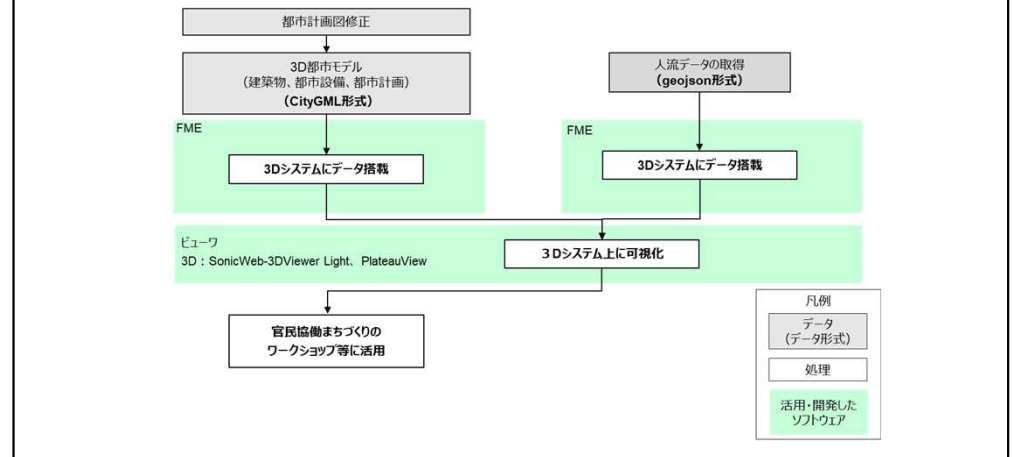 都市計画図修正
3D都市モデル
(建築物、都市設備、都市計画)
(CityGML形式)
人流データの取得
(geojson形式)
FME
3Dシステムにデータ搭載
FME
3Dシステムにデータ搭載
ビューワ
3D：SonicWeb-3DViewer Light、PlateauView
３Dシステム上に可視化
官民協働まちづくりの
ワークショップ等に活用
凡例
データ
(データ形式)
処理
活用・開発した
ソフトウェア